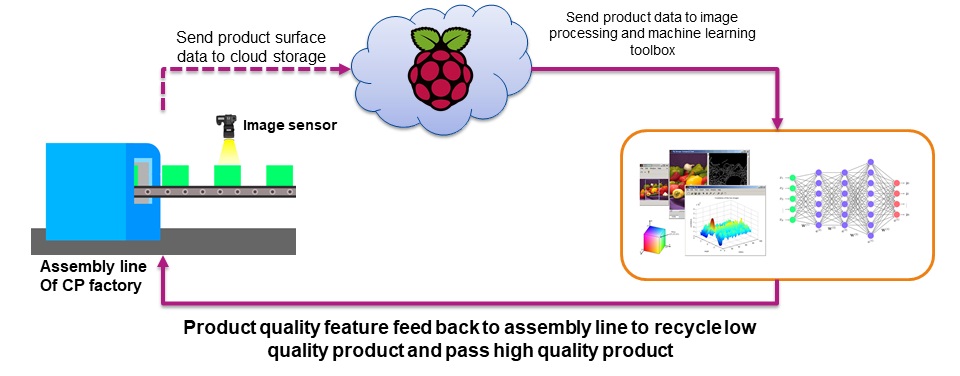 Send product surface
data to cloud storage
Send product data to image
processing and machine learning
toolbox
Image sensor
Assembly line
Of CP factory
Product quality feature feed back to assembly line to recycle low
quality product and pass high quality product